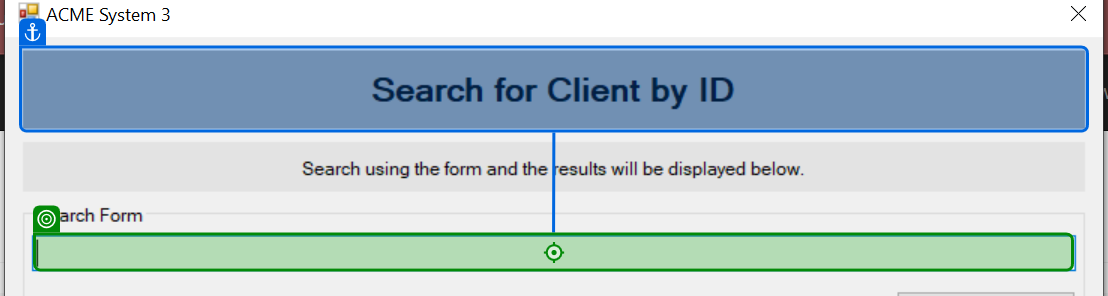 ACME System 3
Search for Client by ID
Search using the form and the results will be displayed below.
arch Form